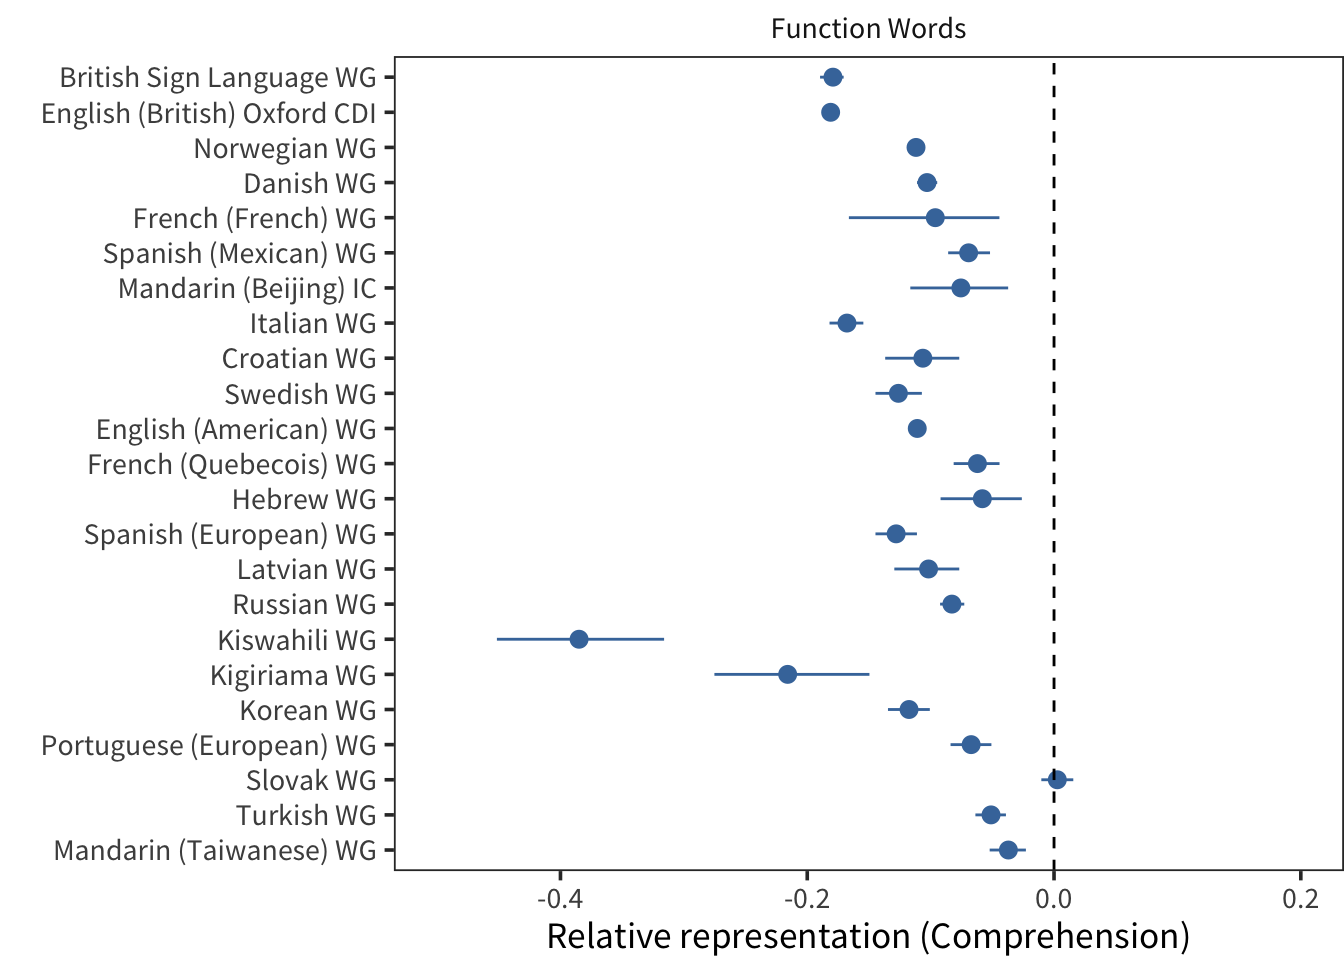 Function Words
British Sign Language WG
English (British) Oxford CDI
Norwegian WG
Danish WG
French (French) WG
Spanish (Mexican) WG
Mandarin (Beijing) IC
Italian WG
Croatian WG
Swedish WG
English (American) WG
French (Quebecois) WG
Hebrew WG
Spanish (European) WG
Latvian WG
Russian WG
Kiswahili WG
Kigiriama WG
Korean WG
Portuguese (European) WG
Slovak WG
Turkish WG
Mandarin (Taiwanese) WG
-0.4 -0.2 0.0 0.2
Relative representation (Comprehension)